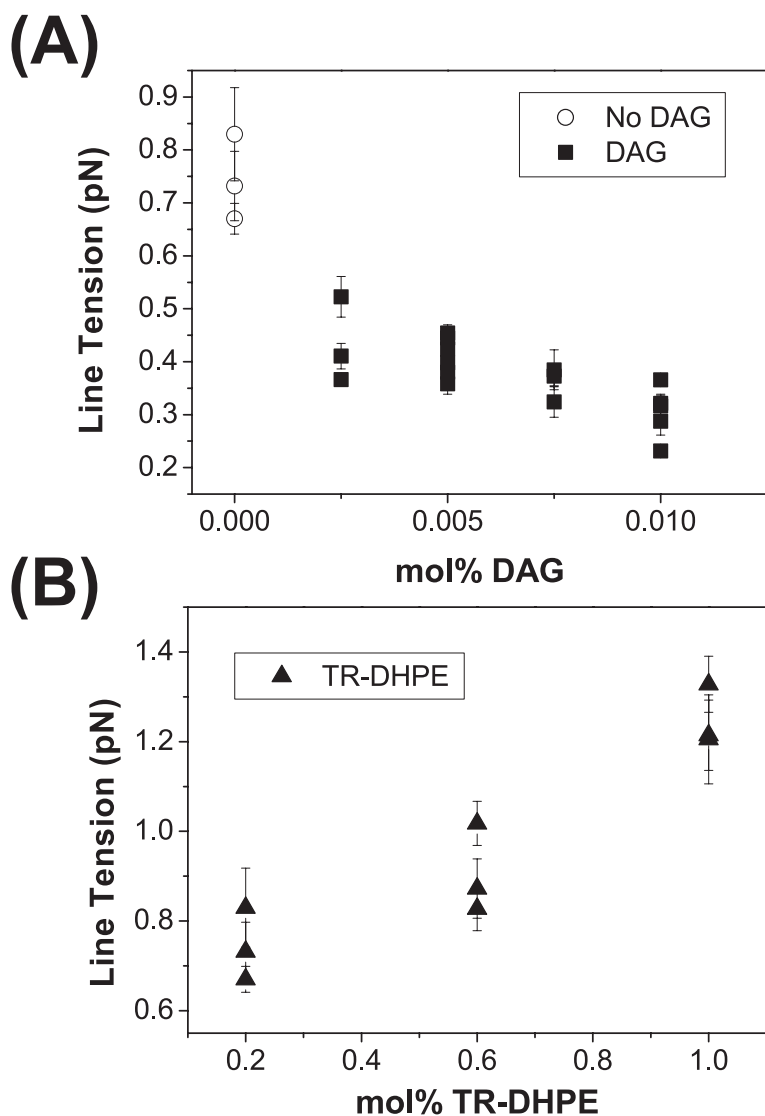 (A)
0.9
0.8
0.7
0.6
0.5
0.4
0.3
0.2
Line Tension (pN)
No DAG
DAG
0.000
0.005
0.010
mol% DAG
(B)
1.4
1.2
1.0
0.8
0.6
Line Tension (pN)
TR-DHPE
0.2
0.4
0.6
0.8
1.0
mol% TR-DHPE